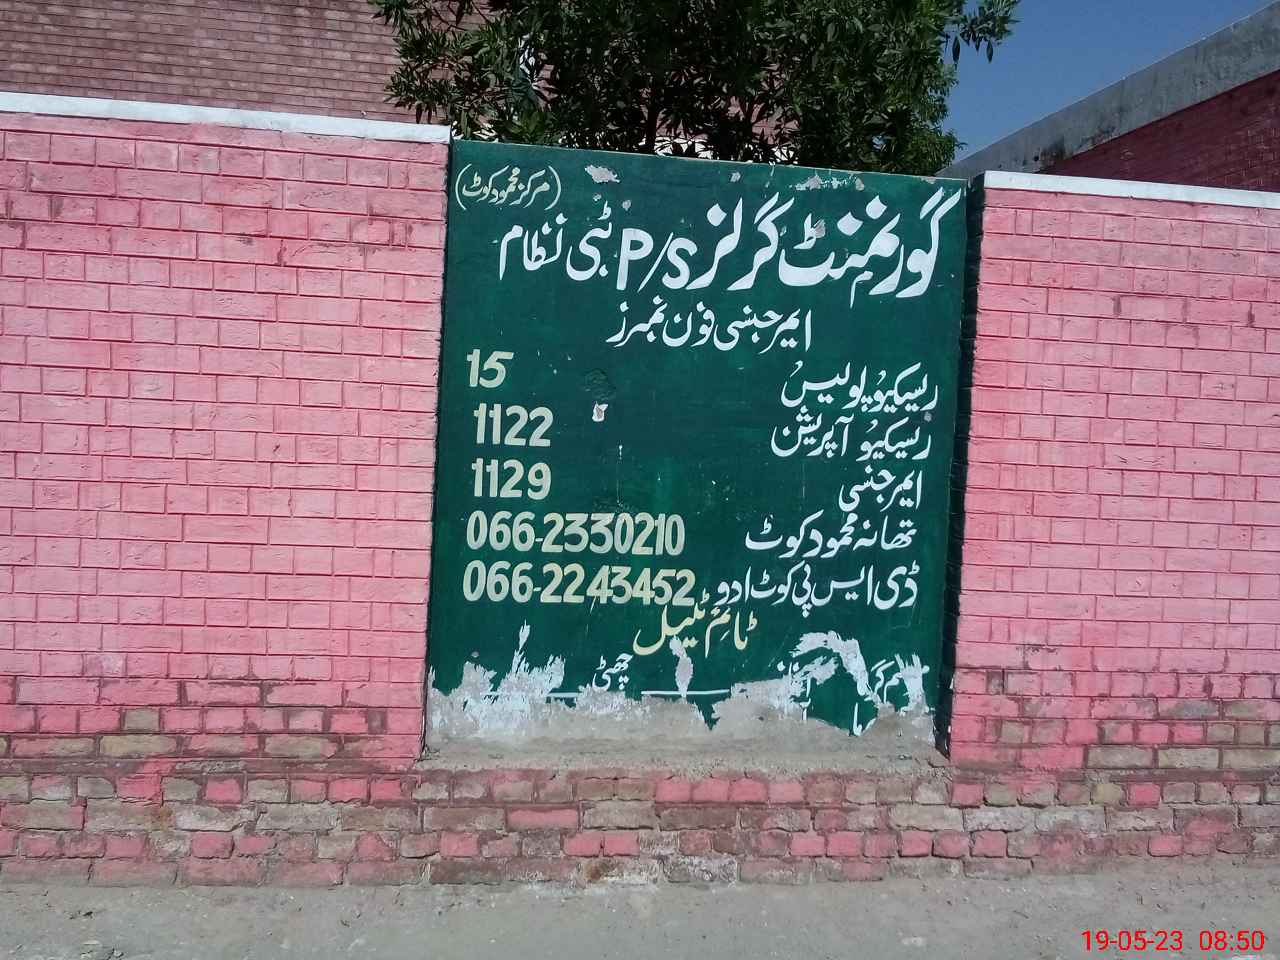 (مرکز محمود کوٹ)
گورنمنٹ گرلز P/S ٹبی نظام
ایمرجنسی فون نمبرز
ریسکیو پولیس 15
ریسکیو آپریشن 1122
ایمرجنسی 1129
تھانہ محمود کوٹ 066-2330210
ڈی ایس پی کوٹ ادو 066-2243452
ٹائم ٹیبل
چھٹی
19-05-23 08:50